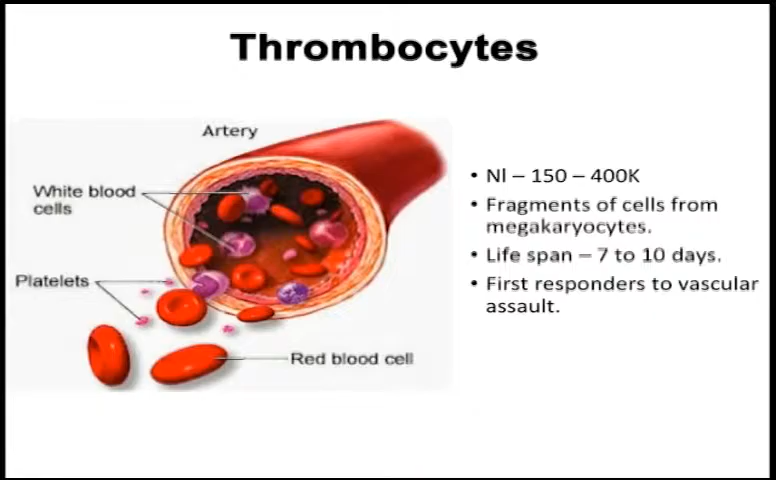 Thrombocytes
Artery
White blood
cells
Platelets
Red blood cell
• Nl – 150 – 400K
• Fragments of cells from
megakaryocytes.
• Life span – 7 to 10 days.
• First responders to vascular
assault.